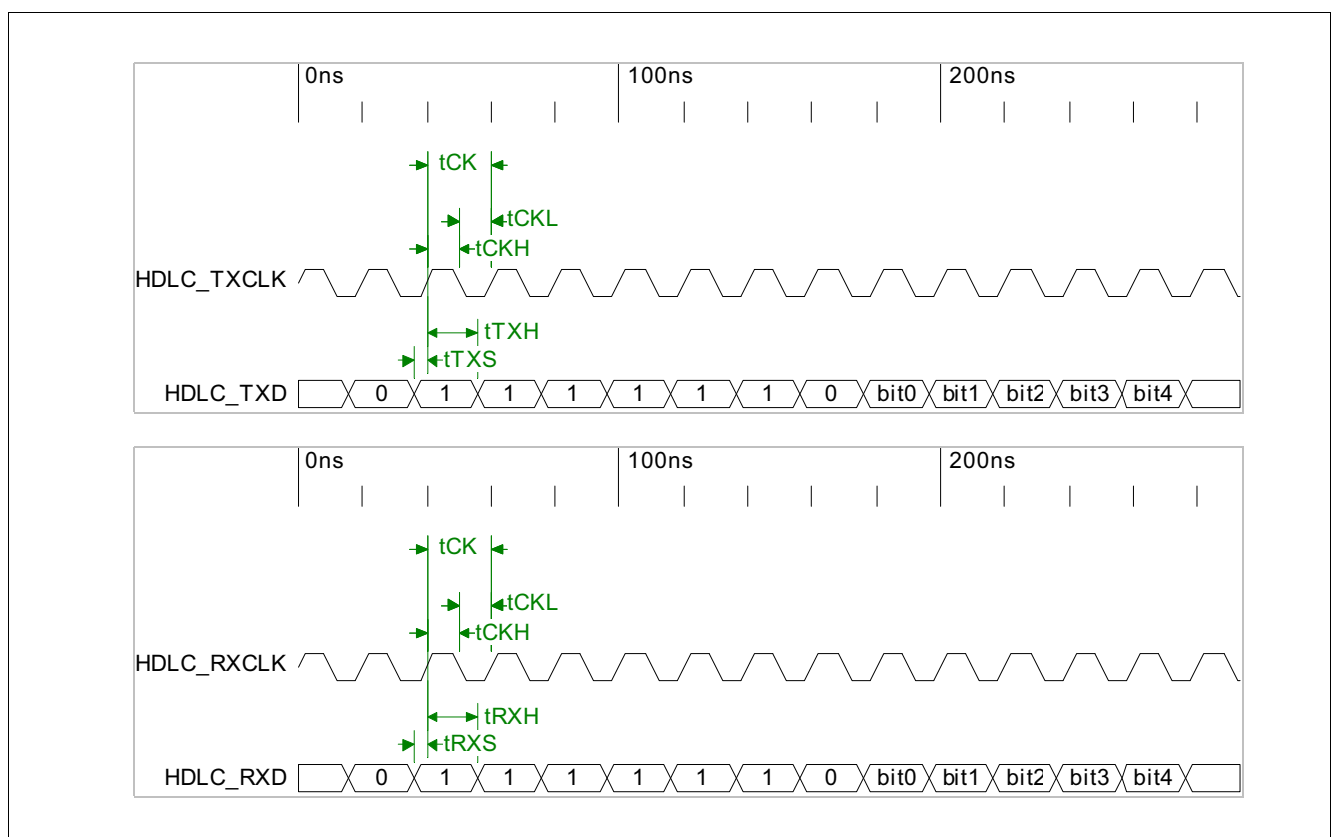 0ns 100ns 200ns
tCK
tCKL
tCKH
HDLC_TXCLK
tTXH
tTXS
HDLC_TXD 0 1 1 1 1 1 1 0 bit0 bit1 bit2 bit3 bit4
0ns 100ns 200ns
tCK
tCKL
tCKH
HDLC_RXCLK
tRXH
tRXS
HDLC_RXD 0 1 1 1 1 1 1 0 bit0 bit1 bit2 bit3 bit4